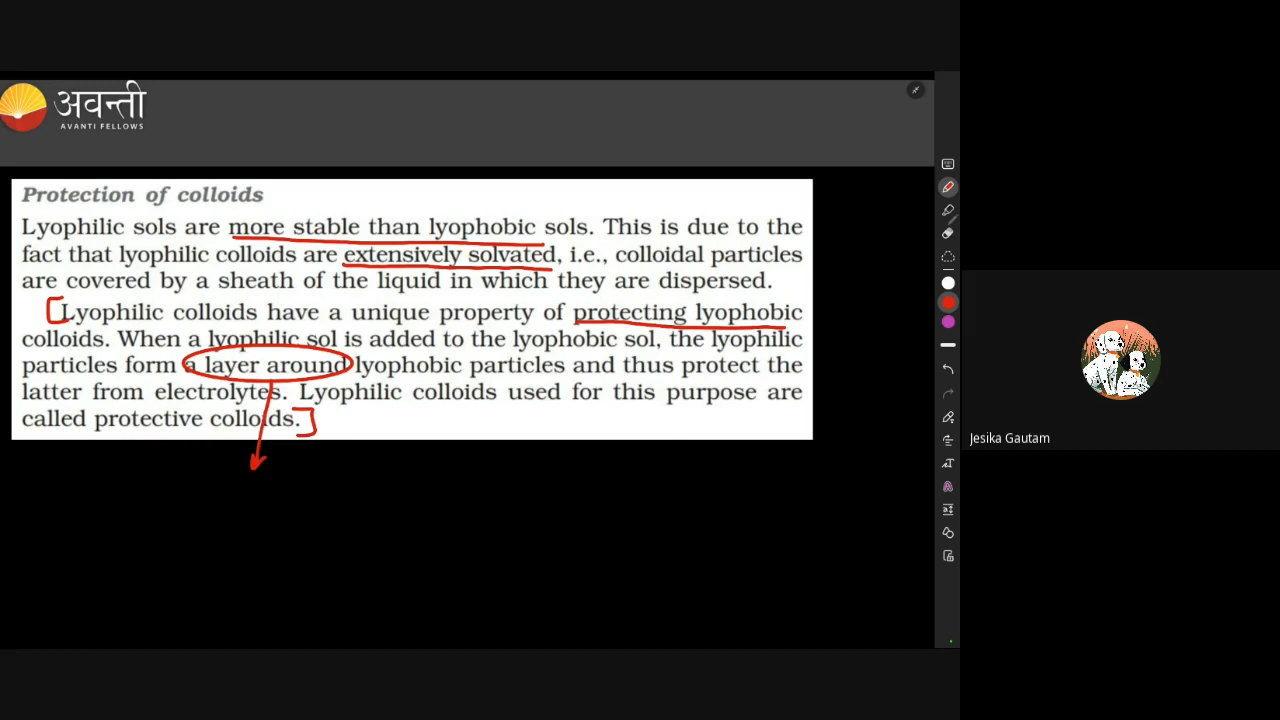 अवन्ती
AVANTI FELLOWS
Protection of colloids
Lyophilic sols are more stable than lyophobic sols. This is due to the
fact that lyophilic colloids are extensively solvated, i.e., colloidal particles
are covered by a sheath of the liquid in which they are dispersed.
Lyophilic colloids have a unique property of protecting lyophobic
colloids. When a lyophilic sol is added to the lyophobic sol, the lyophilic
particles form a layer around lyophobic particles and thus protect the
latter from electrolytes. Lyophilic colloids used for this purpose are
called protective colloids.
Jesika Gautam